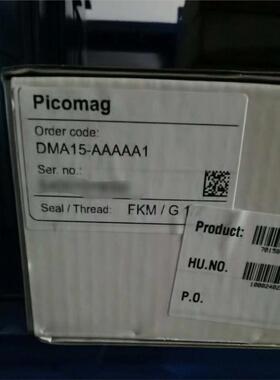 Picomag
Order code:
DMA15-AAAAA1
Ser. no.:
Seal / Thread: FKM / G 1
Product:
HU.NO.
P.O.